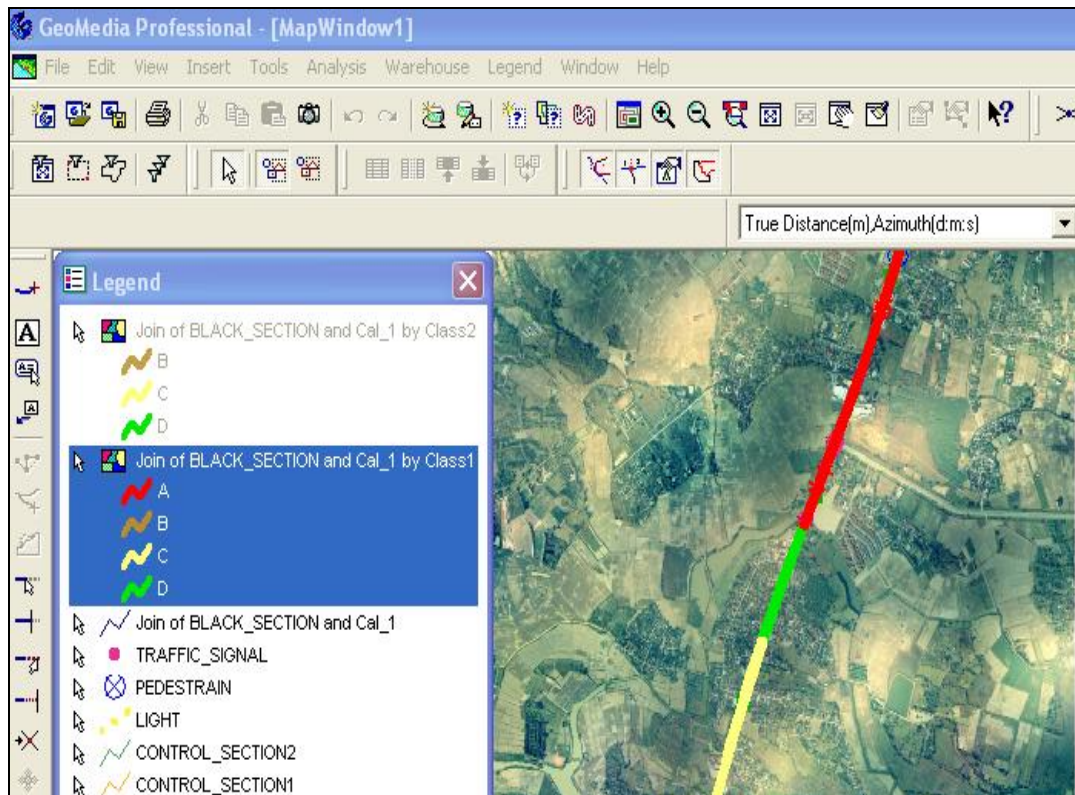 GeoMedia Professional - [MapWindow1]
File Edit View Insert Tools Analysis Warehouse Legend Window Help
True Distance(m),Azimuth(d:m:s)
Legend
Join of BLACK_SECTION and Cal_1 by Class2
B
C
D
Join of BLACK_SECTION and Cal_1 by Class1
A
B
C
D
Join of BLACK_SECTION and Cal_1
TRAFFIC_SIGNAL
PEDESTRAIN
LIGHT
CONTROL_SECTION2
CONTROL_SECTION1